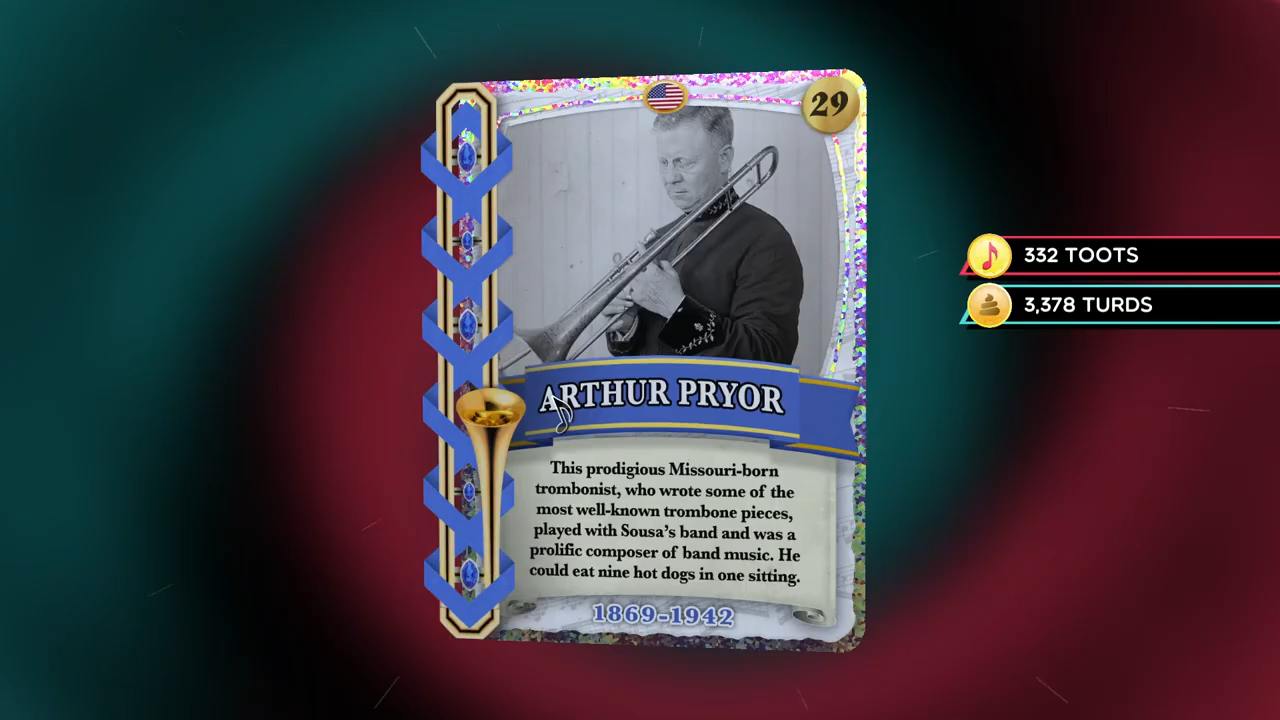 29
332 TOOTS
3,378 TURDS
ARTHUR PRYOR
This prodigious Missouri-born
trombonist, who wrote some of the
most well-known trombone pieces,
played with Sousa's band and was a
prolific composer of band music. He
could eat nine hot dogs in one sitting.
1869-1942